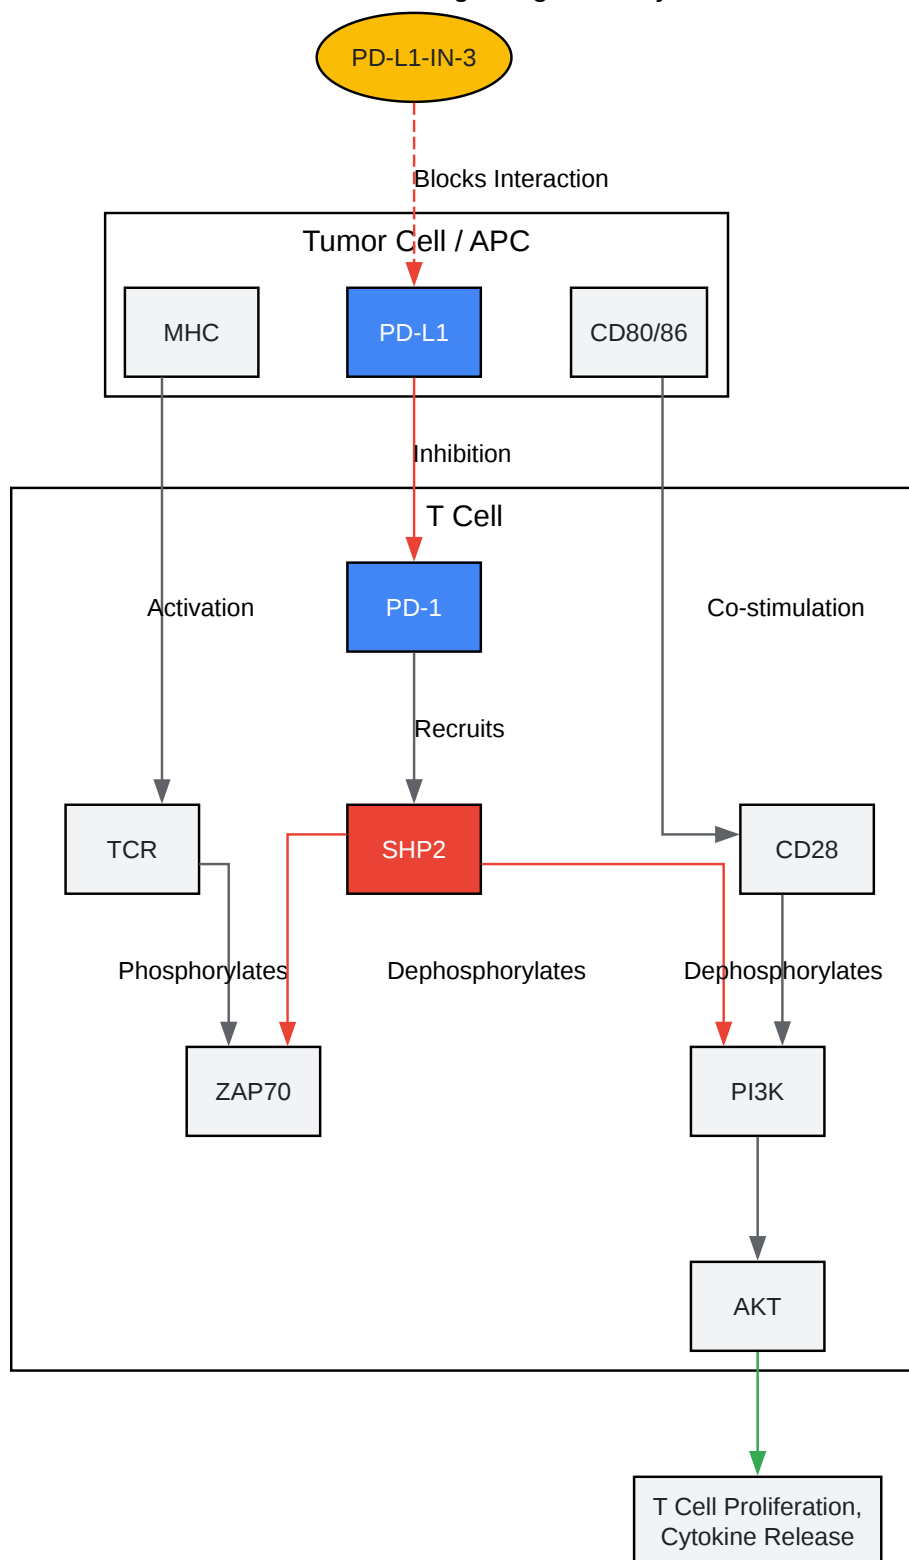 PD-L1-IN-3
Blocks Interaction
Tumor Cell / APC
MHC
PD-L1
CD80/86
Inhibition
T Cell
PD-1
Activation
Co-stimulation
Recruits
TCR
SHP2
CD28
Phosphorylates
Dephosphorylates
Dephosphorylates
ZAP70
PI3K
AKT
T Cell Proliferation,
Cytokine Release